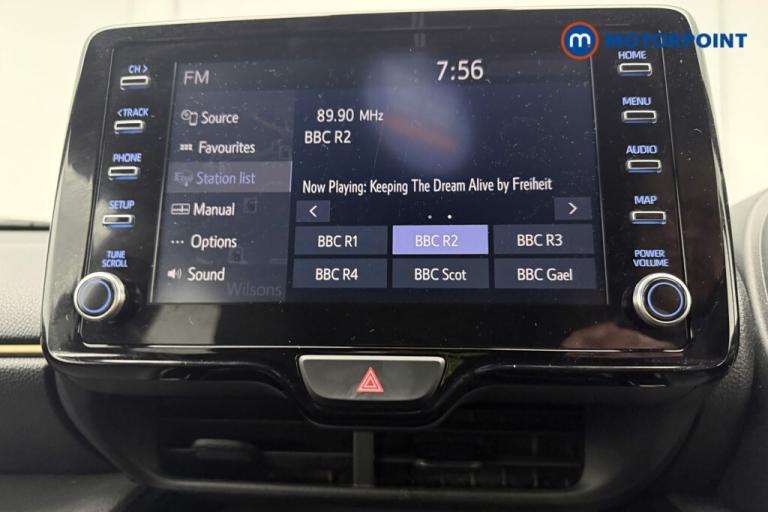 m MOTORPOINT
CH >
< TRACK
PHONE
SETUP
TUNE
SCROLL
FM
7:56
Source
Favourites
Station list
Manual
Options
Sound
89.90 MHz
BBC R2
Now Playing: Keeping The Dream Alive by Freiheit
< >
BBC R1 BBC R2 BBC R3
BBC R4 BBC Scot BBC Gael
Wilsons
HOME
MENU
AUDIO
MAP
POWER
VOLUME